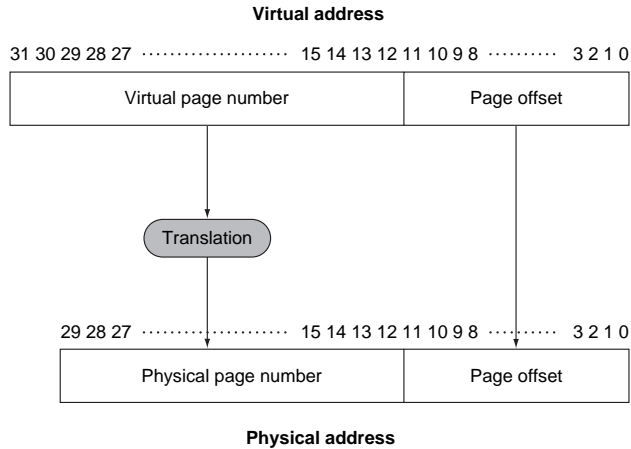 Virtual address
31 30 29 28 27 ····················· 15 14 13 12 11 10 9 8 ·········· 3 2 1 0
Virtual page number Page offset
Translation
29 28 27 ····················· 15 14 13 12 11 10 9 8 ·········· 3 2 1 0
Physical page number Page offset
Physical address